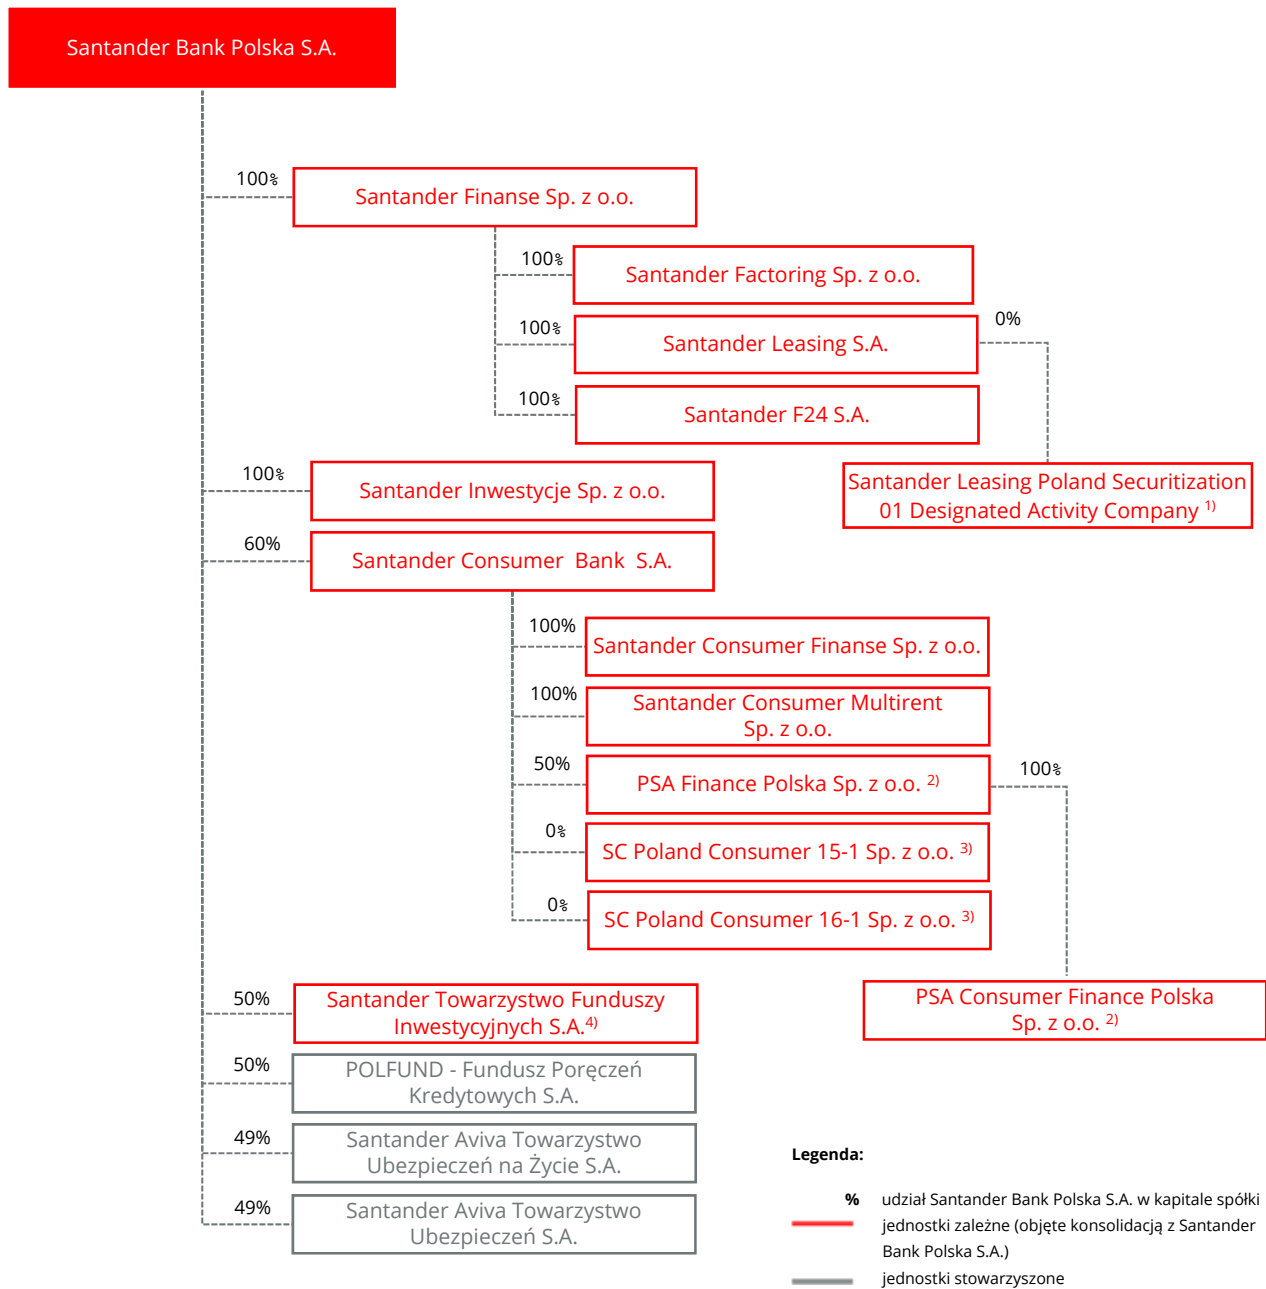 Santander Bank Polska S.A.
100%
Santander Finanse Sp. z o.o.
100%
Santander Factoring Sp. z o.o.
100%
Santander Leasing S.A.
0%
100%
Santander F24 S.A.
Santander Leasing Poland Securitization
01 Designated Activity Company 1)
100%
Santander Inwestycje Sp. z o.o.
60%
Santander Consumer Bank S.A.
100%
Santander Consumer Finanse Sp. z o.o.
100%
Santander Consumer Multirent
Sp. z o.o.
50%
PSA Finance Polska Sp. z o.o. 2)
100%
0%
SC Poland Consumer 15-1 Sp. z o.o. 3)
0%
SC Poland Consumer 16-1 Sp. z o.o. 3)
PSA Consumer Finance Polska
Sp. z o.o. 2)
50%
Santander Towarzystwo Funduszy
Inwestycyjnych S.A.4)
50%
POLFUND - Fundusz Poręczeń
Kredytowych S.A.
49%
Santander Aviva Towarzystwo
Ubezpieczeń na Życie S.A.
49%
Santander Aviva Towarzystwo
Ubezpieczeń S.A.
Legenda:
% udział Santander Bank Polska S.A. w kapitale spółki
jednostki zależne (objęte konsolidacją z Santander
Bank Polska S.A.)
jednostki stowarzyszone